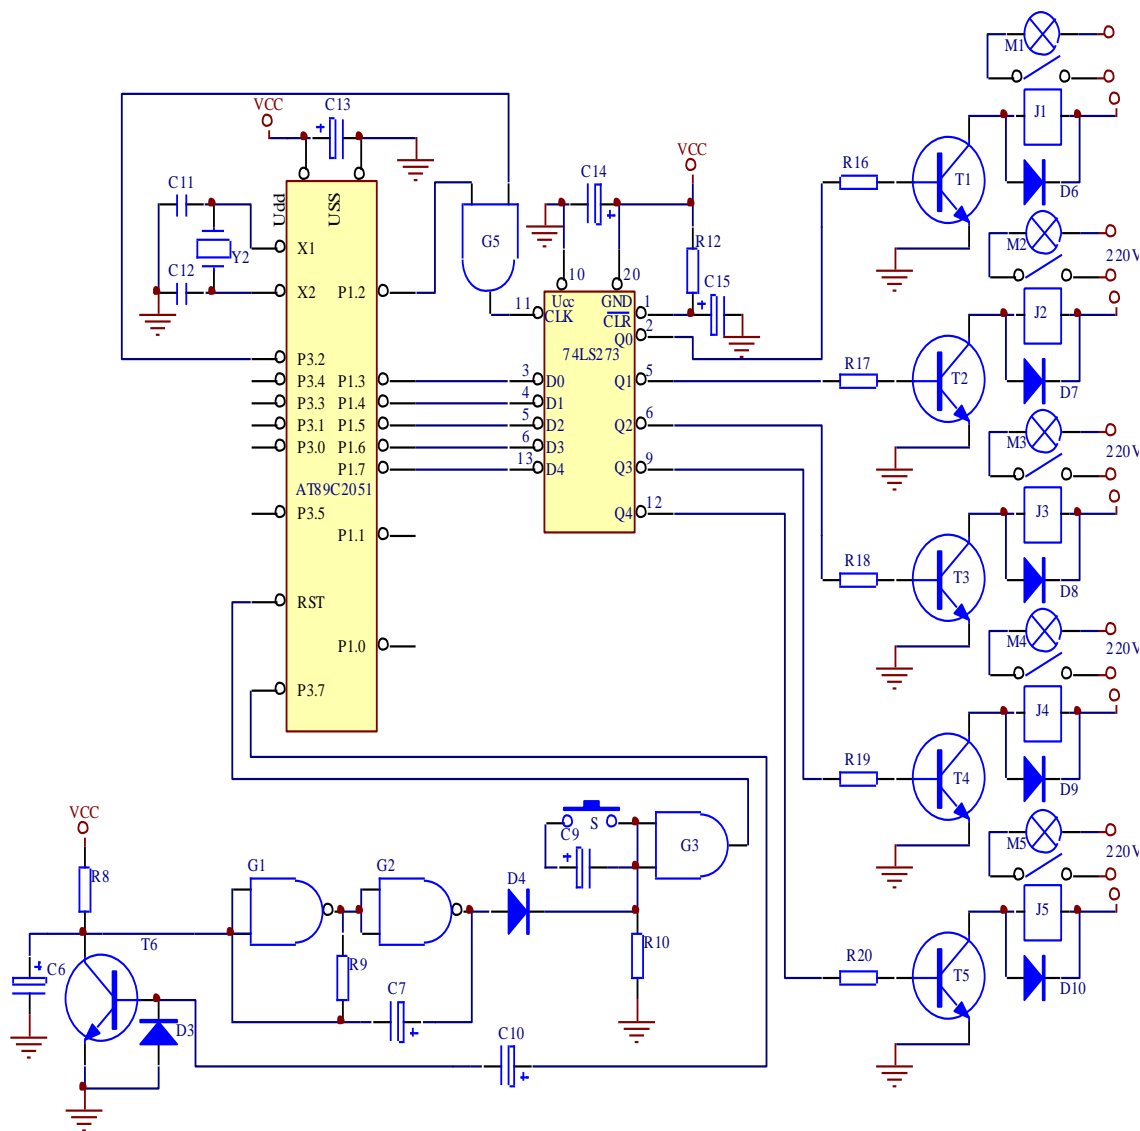 M1
VCC
C13
J1
R16
T1
D6
VCC
C14
C11
Udd
USS
G5
R12
M2
220V
X1
Y2
C12
X2
P1.2
10
20
C15
11
Ucc
GND
1
CLK
CLR
2
Q0
J2
74LS273
P3.2
R17
T2
D7
P3.4
P1.3
3
D0
Q1
5
P3.3
P1.4
4
D1
P3.1
P1.5
5
D2
Q2
6
P3.0
P1.6
6
D3
P1.7
13
D4
Q3
9
M3
220V
AT89C2051
P3.5
Q4
12
J3
P1.1
R18
T3
D8
RST
P1.0
M4
220V
P3.7
J4
R19
T4
D9
VCC
S
C9
G3
M5
220V
R8
G1
G2
D4
J5
T6
R10
R9
C6
R20
T5
D10
C7
D3
C10